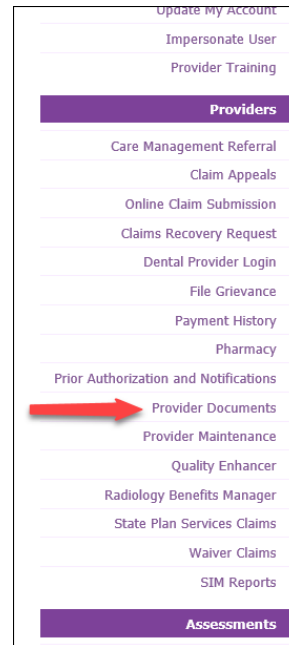 Update My Account
Impersonate User
Provider Training
Providers
Care Management Referral
Claim Appeals
Online Claim Submission
Claims Recovery Request
Dental Provider Login
File Grievance
Payment History
Pharmacy
Prior Authorization and Notifications
Provider Documents
Provider Maintenance
Quality Enhancer
Radiology Benefits Manager
State Plan Services Claims
Waiver Claims
SIM Reports
Assessments